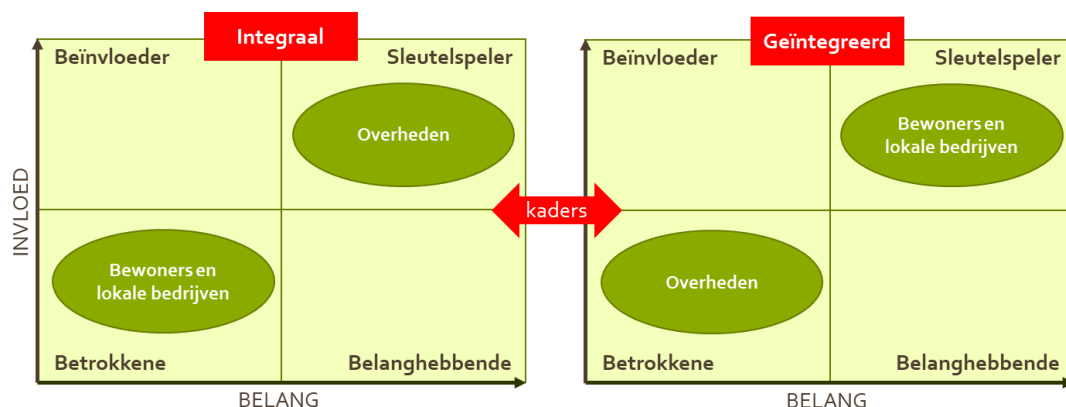 Integraal
Beïnvloeder
Sleutelspeler
Overheden
Bewoners en
lokale bedrijven
Betrokkene
Belanghebbende
INVLOED
BELANG
kaders
Geïntegreerd
Beïnvloeder
Sleutelspeler
Bewoners en
lokale bedrijven
Overheden
Betrokkene
Belanghebbende
BELANG